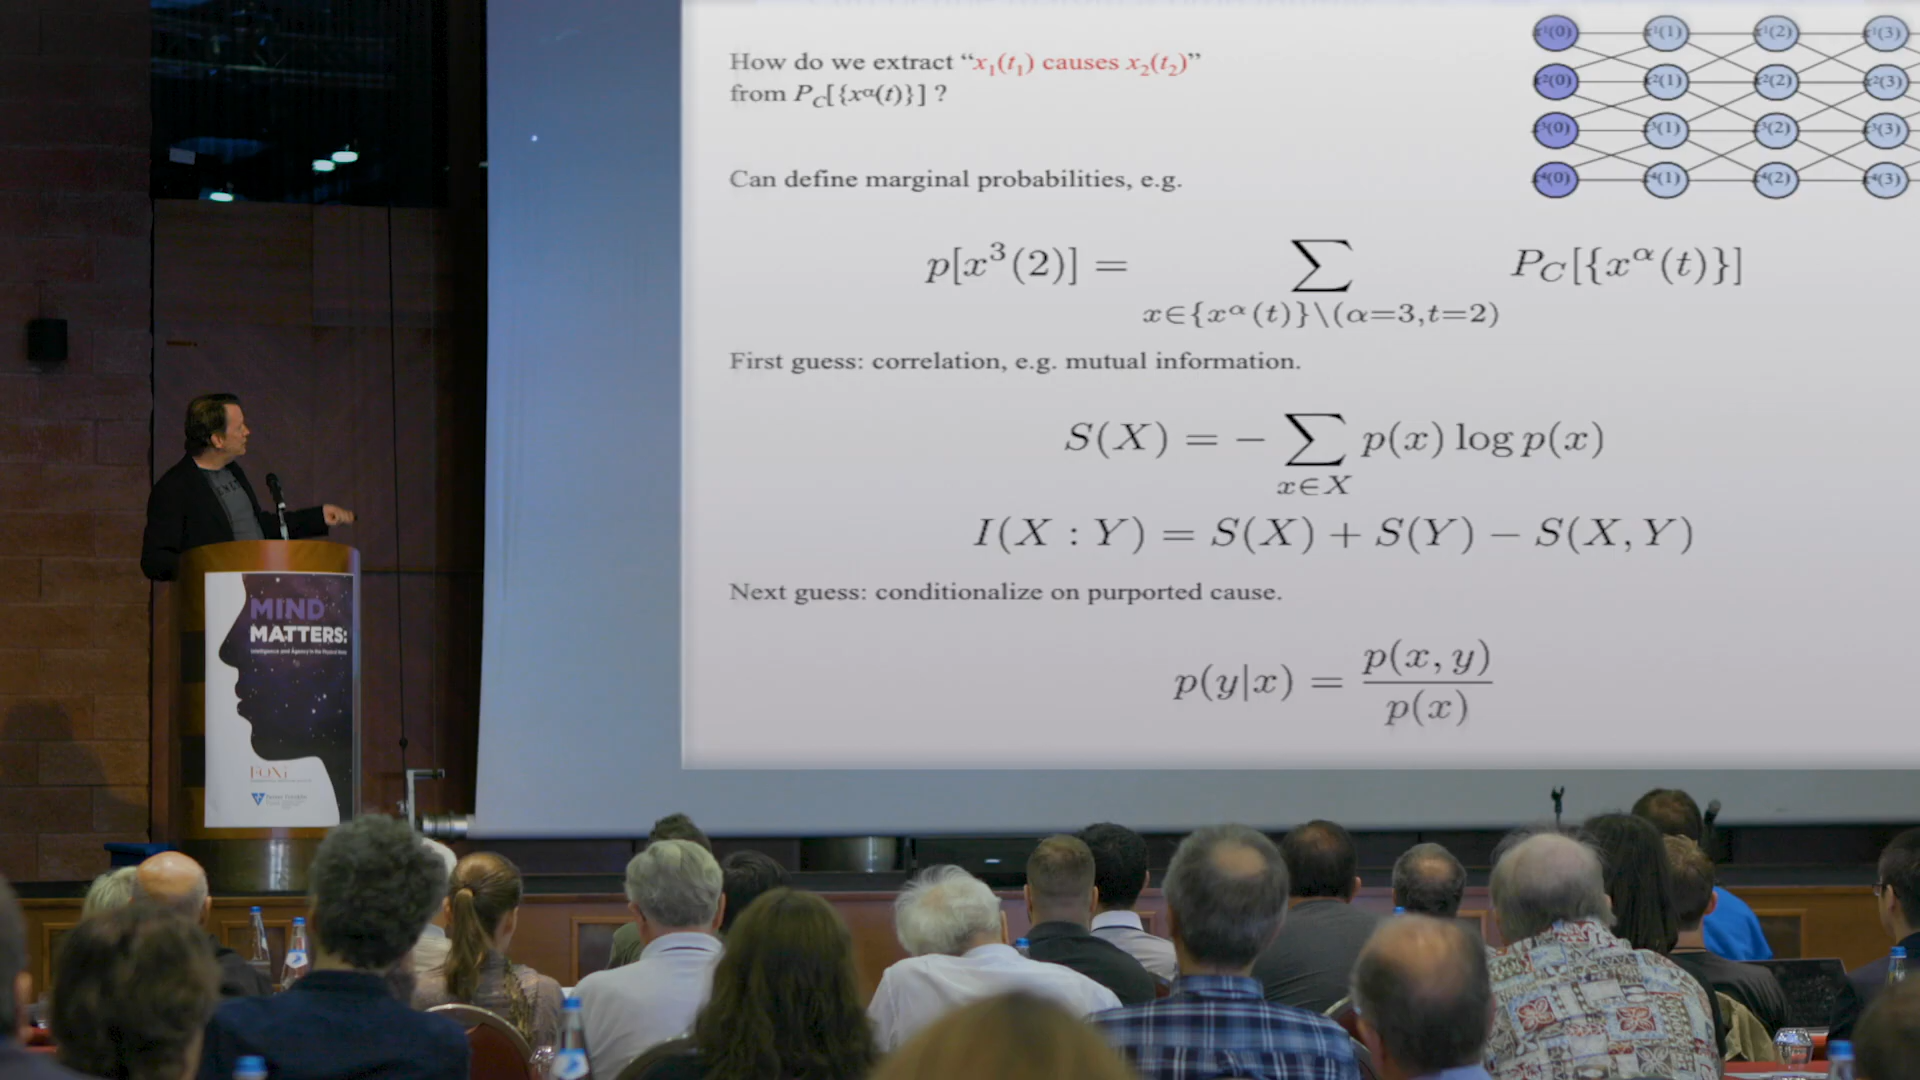 How do we extract “x₁(t₁) causes x₂(t₂)”
from P_C[{xᵅ(t)}] ?
x¹(0) x¹(1) x¹(2) x¹(3)
x²(0) x²(1) x²(2) x²(3)
x³(0) x³(1) x³(2) x³(3)
x⁴(0) x⁴(1) x⁴(2) x⁴(3)
Can define marginal probabilities, e.g.
p[x³(2)] = ∑ P_C[{xᵅ(t)}]
x∈{xᵅ(t)}\(α=3,t=2)
First guess: correlation, e.g. mutual information.
S(X) = − ∑ p(x) log p(x)
x∈X
I(X : Y) = S(X) + S(Y) − S(X, Y)
Next guess: conditionalize on purported cause.
p(y|x) = p(x, y)
p(x)
MIND
MATTERS:
Intelligence and Agency in the Physical World
FQXi